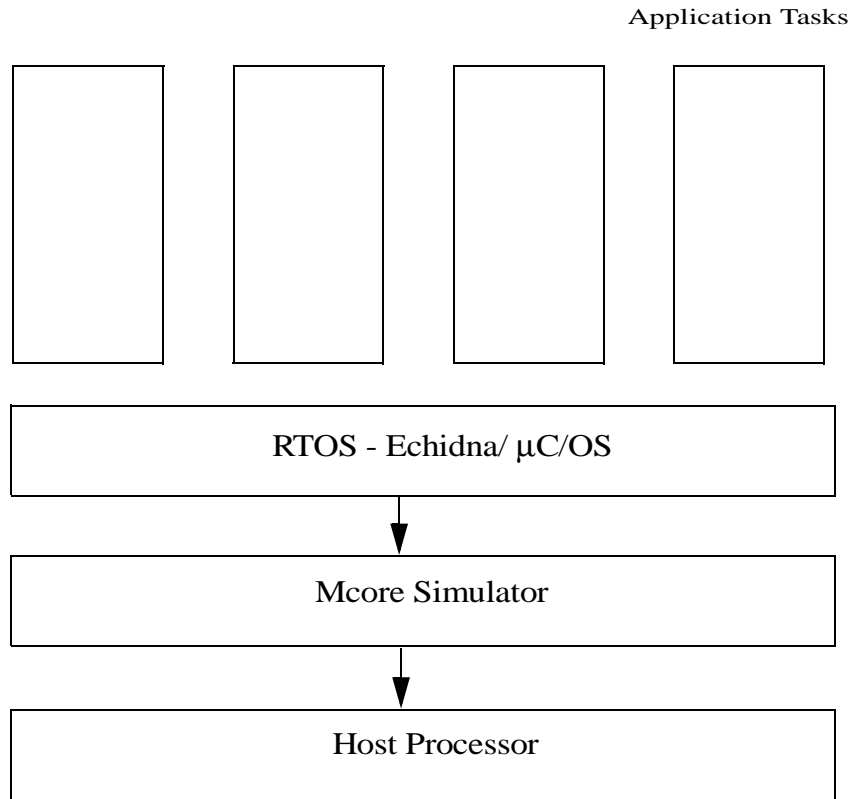 Application Tasks
RTOS - Echidna/ μC/OS
Mcore Simulator
Host Processor